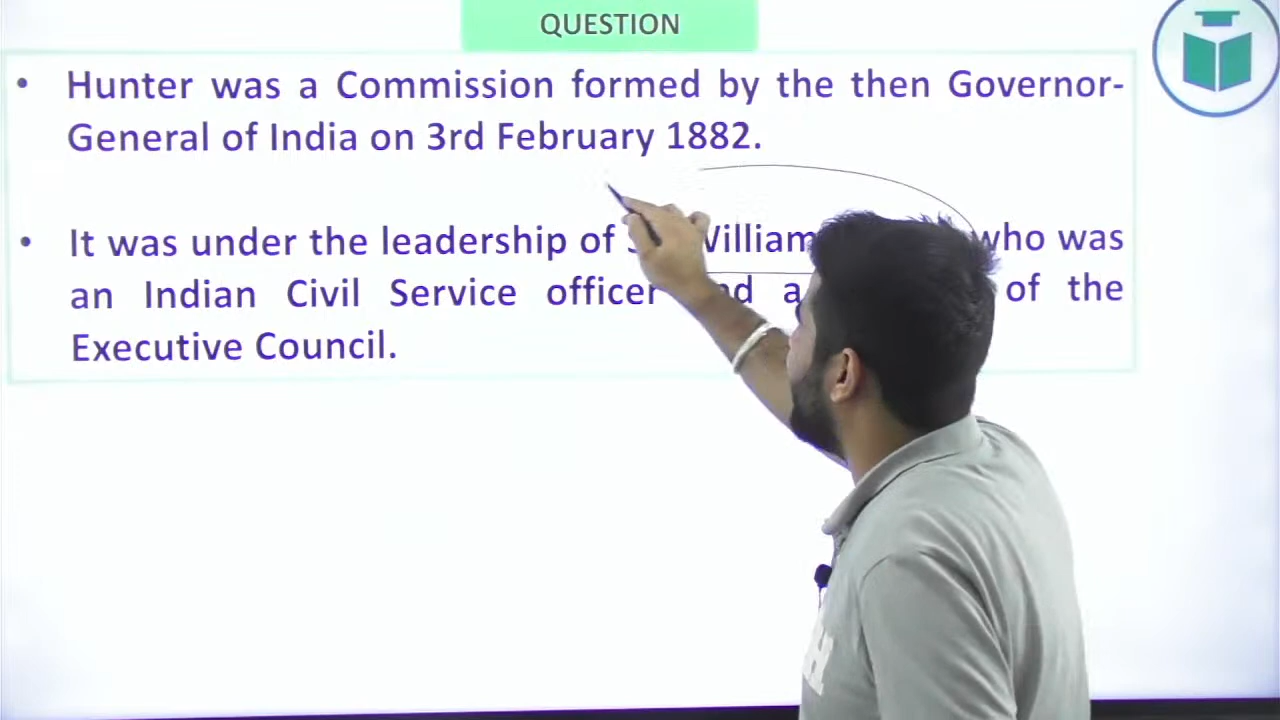 QUESTION
• Hunter was a Commission formed by the then Governor-
General of India on 3rd February 1882.
• It was under the leadership of William who was
an Indian Civil Service officer a of the
Executive Council.